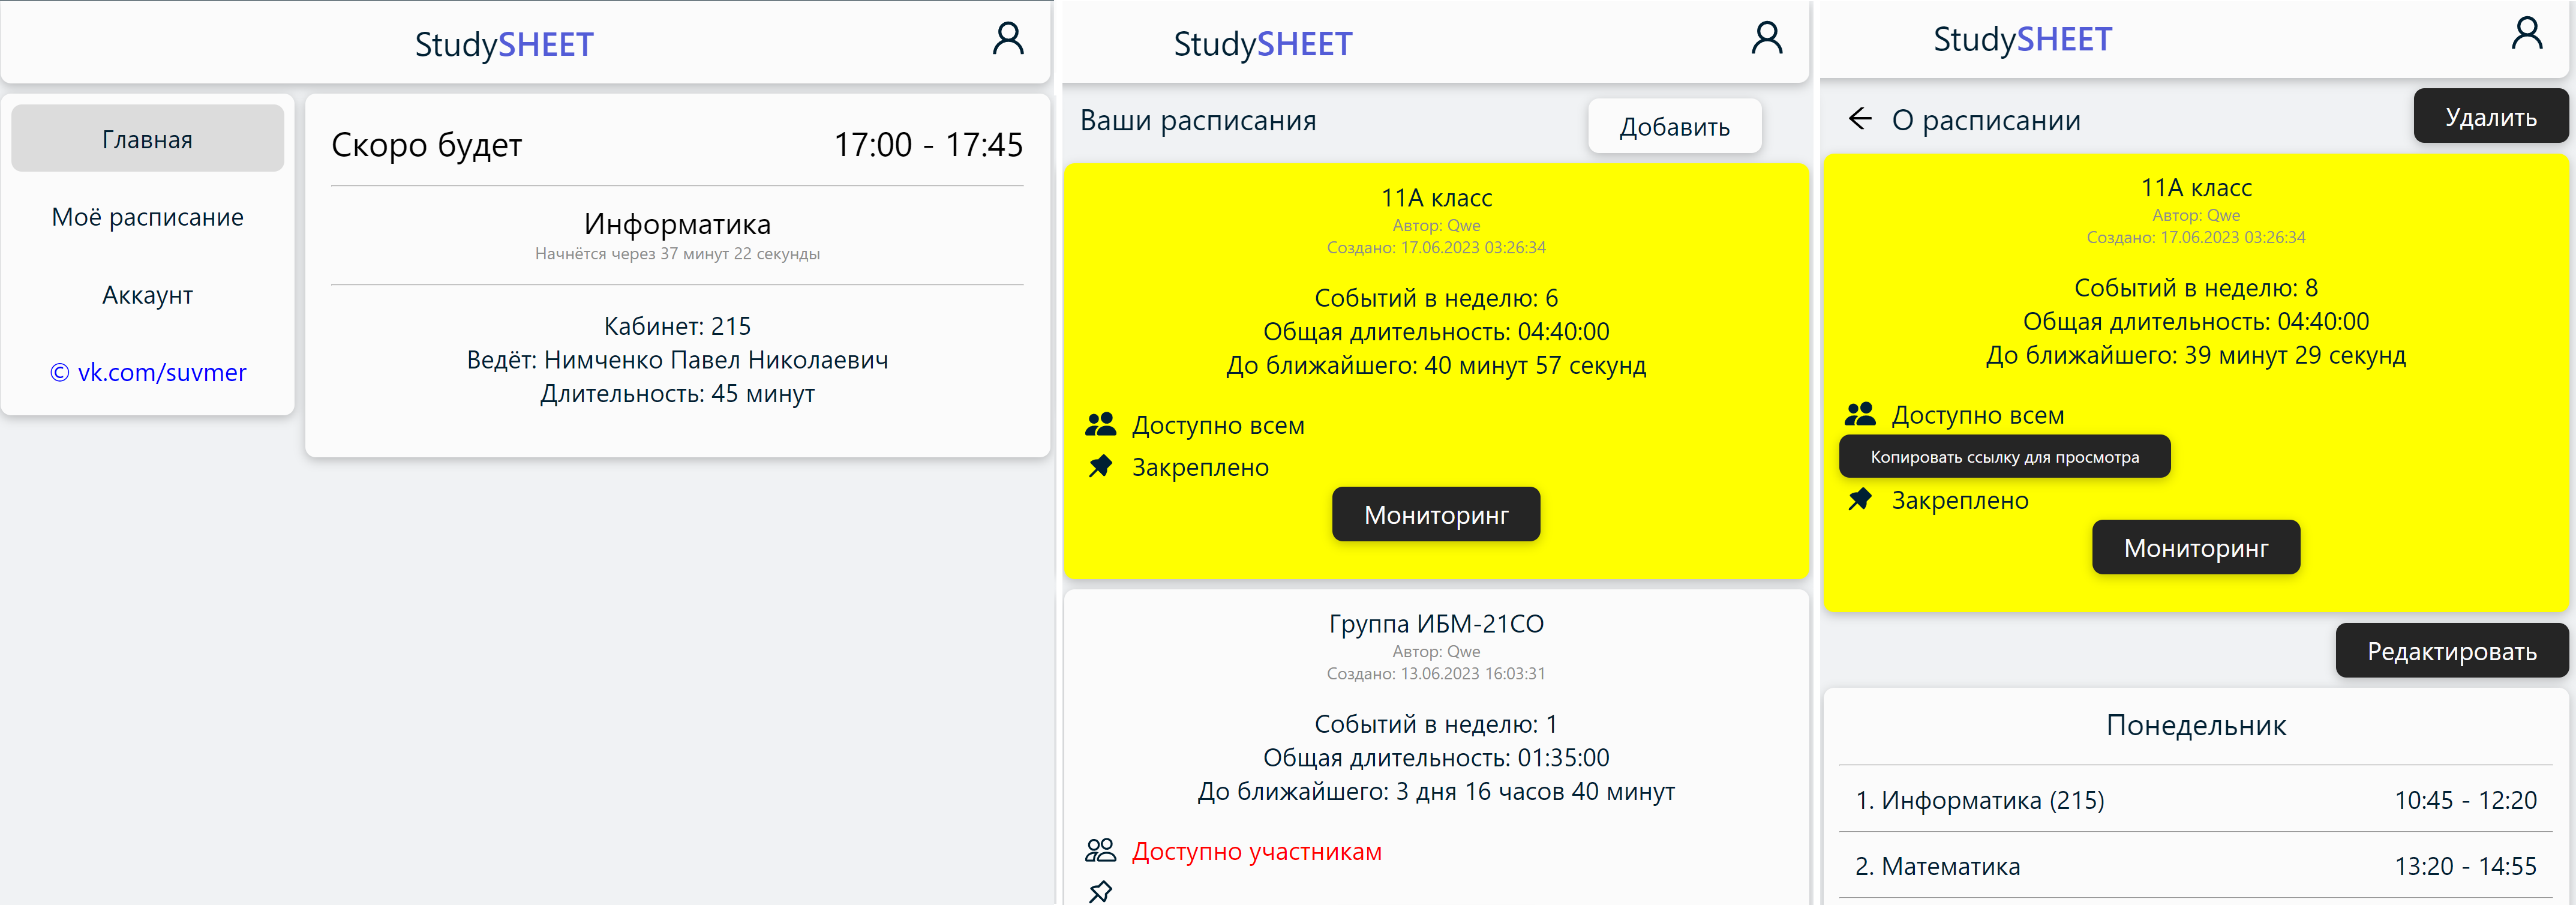 StudySHEET
Главная
Моё расписание
Аккаунт
© vk.com/suvmer
Скоро будет 17:00 - 17:45
Информатика
Начнётся через 37 минут 22 секунды
Кабинет: 215
Ведёт: Нимченко Павел Николаевич
Длительность: 45 минут
StudySHEET
Ваши расписания Добавить
11А класс
Автор: Qwe
Создано: 17.06.2023 03:26:34
Событий в неделю: 6
Общая длительность: 04:40:00
До ближайшего: 40 минут 57 секунд
Доступно всем
Закреплено
Мониторинг
Группа ИБМ-21СО
Автор: Qwe
Создано: 13.06.2023 16:03:31
Событий в неделю: 1
Общая длительность: 01:35:00
До ближайшего: 3 дня 16 часов 40 минут
Доступно участникам
StudySHEET
О расписании Удалить
11А класс
Автор: Qwe
Создано: 17.06.2023 03:26:34
Событий в неделю: 8
Общая длительность: 04:40:00
До ближайшего: 39 минут 29 секунд
Доступно всем
Копировать ссылку для просмотра
Закреплено
Мониторинг
Редактировать
Понедельник
1. Информатика (215) 10:45 - 12:20
2. Математика 13:20 - 14:55